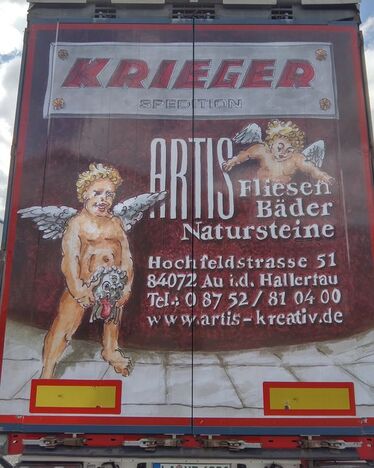 KRIEGER
SPEDITION
ARTIS
Fliesen
Bäder
Natursteine
Hochfeldstrasse 51
84072 Au i.d. Hallertau
Tel.: 0 87 52 / 81 04 00
www.artis-kreativ.de